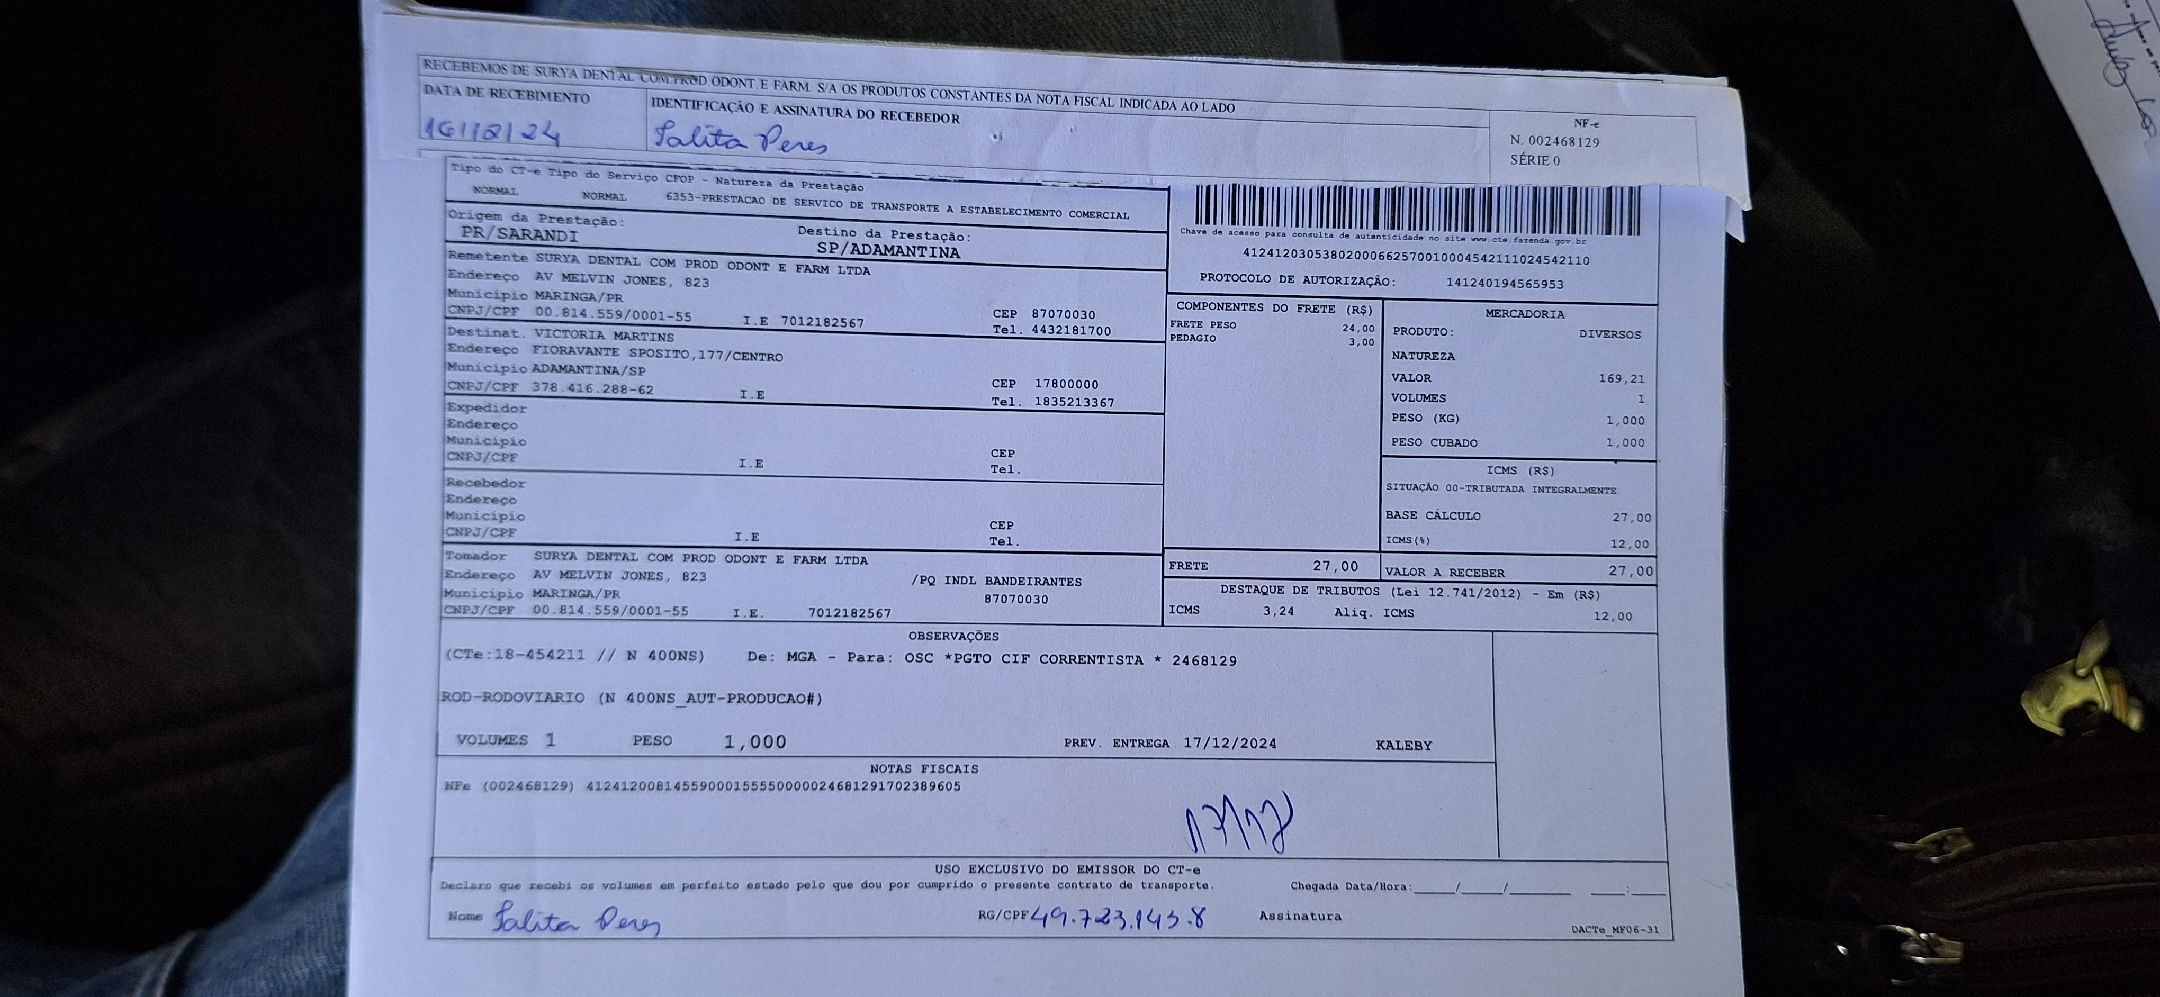 RECEBEMOS DE SURYA DENTAL COM PROD ODONT E FARM. S/A OS PRODUTOS CONSTANTES DA NOTA FISCAL INDICADA AO LADO
DATA DE RECEBIMENTO
IDENTIFICAÇÃO E ASSINATURA DO RECEBEDOR
NF-e
N. 002468129
SÉRIE 0
Talita Peres
Tipo do CT-e Tipo do Serviço CFOP - Natureza da Prestação
NORMAL NORMAL 6353-PRESTACAO DE SERVICO DE TRANSPORTE A ESTABELECIMENTO COMERCIAL
Origem da Prestação: Destino da Prestação:
PR/SARANDI SP/ADAMANTINA
Remetente SURYA DENTAL COM PROD ODONT E FARM LTDA
Endereço AV MELVIN JONES, 823
Município MARINGA/PR CEP 87070030
CNPJ/CPF 00.814.559/0001-55 I.E 7012182567 Tel. 4432181700
Destinat. VICTORIA MARTINS
Endereço FIORAVANTE SPOSITO,177/CENTRO
Município ADAMANTINA/SP CEP 17800000
CNPJ/CPF 378.416.288-62 I.E Tel. 1835213367
Expedidor
Endereço
Município CEP
CNPJ/CPF I.E Tel.
Recebedor
Endereço
Município CEP
CNPJ/CPF I.E Tel.
Tomador SURYA DENTAL COM PROD ODONT E FARM LTDA
Endereço AV MELVIN JONES, 823 /PQ INDL BANDEIRANTES
Município MARINGA/PR 87070030
CNPJ/CPF 00.814.559/0001-55 I.E. 7012182567
Chave de acesso para consulta de autenticidade no site www.cte.fazenda.gov.br
41241203053802000662570010004542111024542110
PROTOCOLO DE AUTORIZAÇÃO: 141240194565953
COMPONENTES DO FRETE (R$)
FRETE PESO 24,00
PEDAGIO 3,00
MERCADORIA
PRODUTO: DIVERSOS
NATUREZA
VALOR 169,21
VOLUMES 1
PESO (KG) 1,000
PESO CUBADO 1,000
ICMS (R$)
SITUAÇÃO 00-TRIBUTADA INTEGRALMENTE
BASE CÁLCULO 27,00
ICMS(%) 12,00
FRETE 27,00 VALOR A RECEBER 27,00
DESTAQUE DE TRIBUTOS (Lei 12.741/2012) - Em (R$)
ICMS 3,24 Aliq. ICMS 12,00
OBSERVAÇÕES
(CTe:18-454211 // N 400NS) De: MGA - Para: OSC *PGTO CIF CORRENTISTA * 2468129
ROD-RODOVIARIO (N 400NS_AUT-PRODUCAO#)
VOLUMES 1 PESO 1,000 PREV. ENTREGA 17/12/2024 KALEBY
NOTAS FISCAIS
NFe (002468129) 41241200814559000155550000024681291702389605
17/12
USO EXCLUSIVO DO EMISSOR DO CT-e
Declaro que recebi os volumes em perfeito estado pelo que dou por cumprido o presente contrato de transporte. Chegada Data/Hora: / / :
Nome Talita Peres RG/CPF 49.723.143.8 Assinatura
DACTe_MF06-31